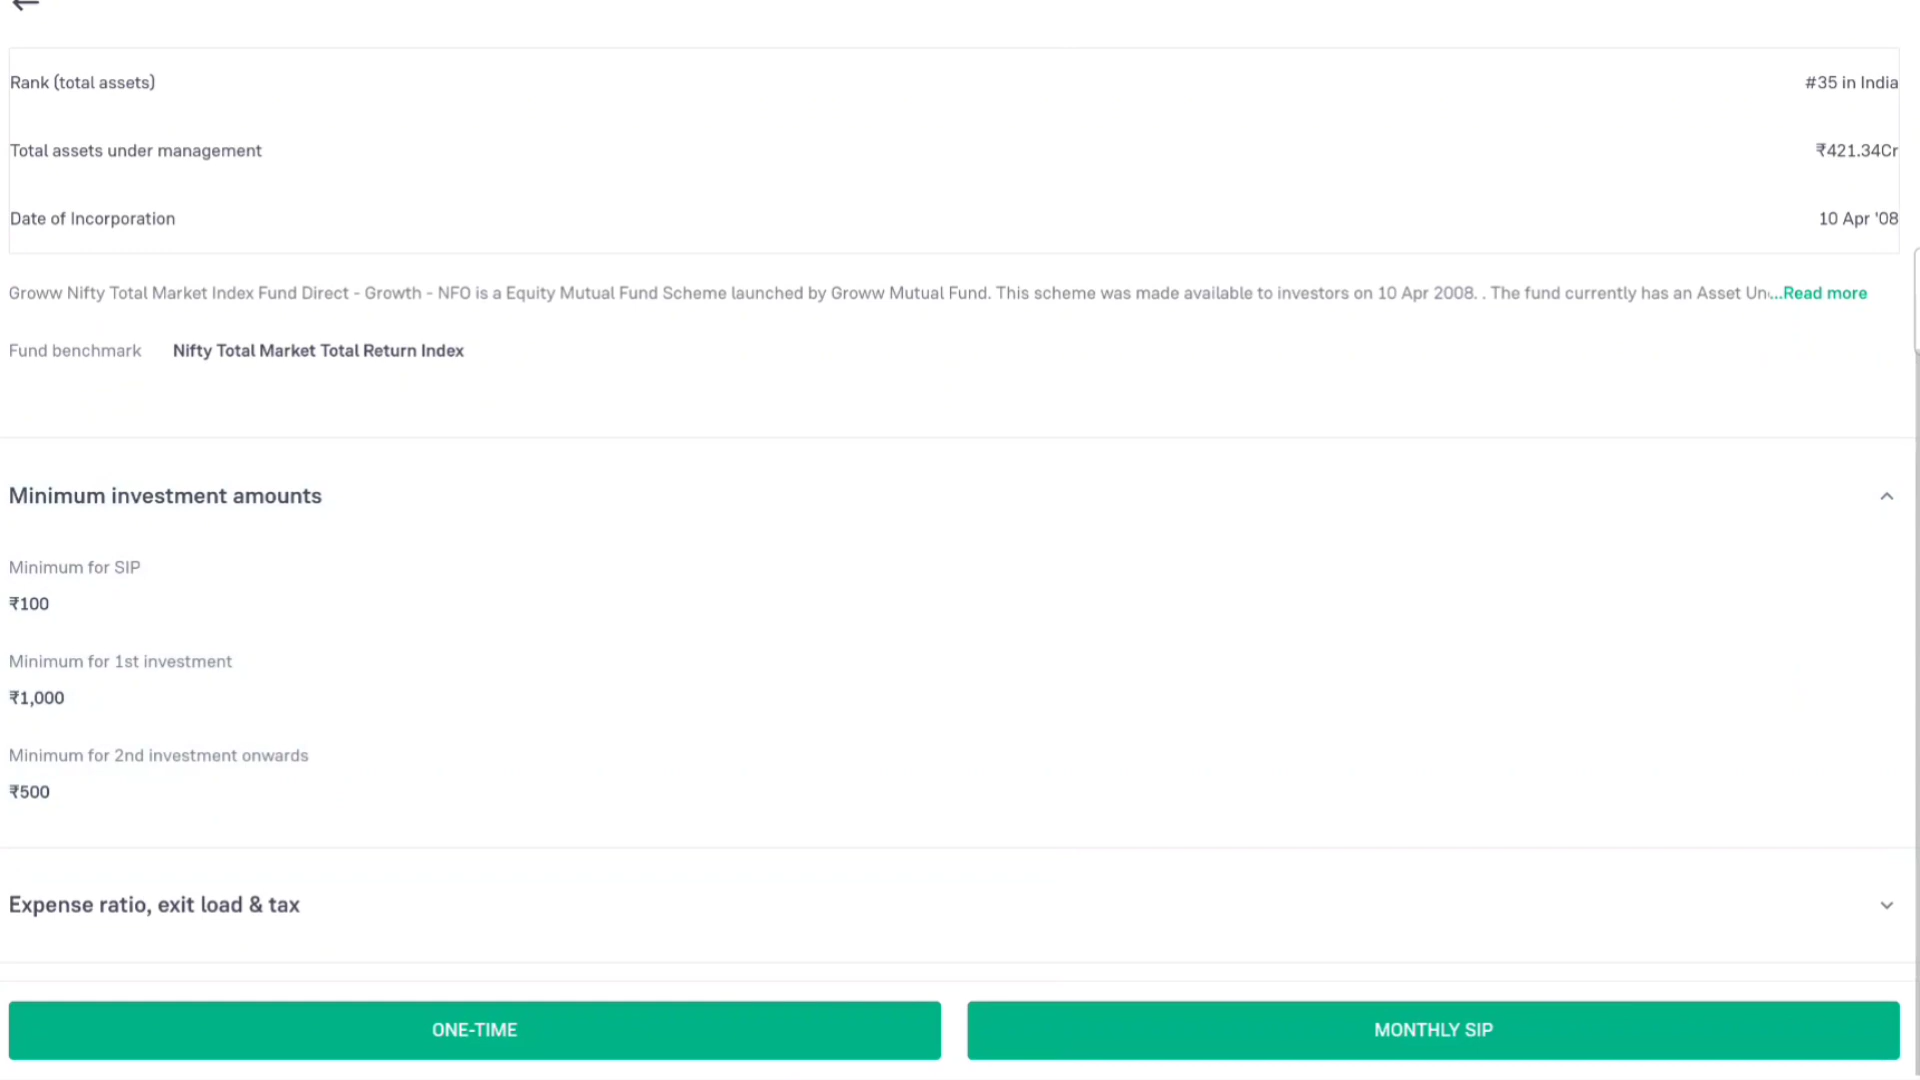 Rank (total assets) #35 in India
Total assets under management ₹421.34Cr
Date of Incorporation 10 Apr '08
Groww Nifty Total Market Index Fund Direct - Growth - NFO is a Equity Mutual Fund Scheme launched by Groww Mutual Fund. This scheme was made available to investors on 10 Apr 2008. . The fund currently has an Asset Un...Read more
Fund benchmark Nifty Total Market Total Return Index
Minimum investment amounts
Minimum for SIP
₹100
Minimum for 1st investment
₹1,000
Minimum for 2nd investment onwards
₹500
Expense ratio, exit load & tax
ONE-TIME MONTHLY SIP